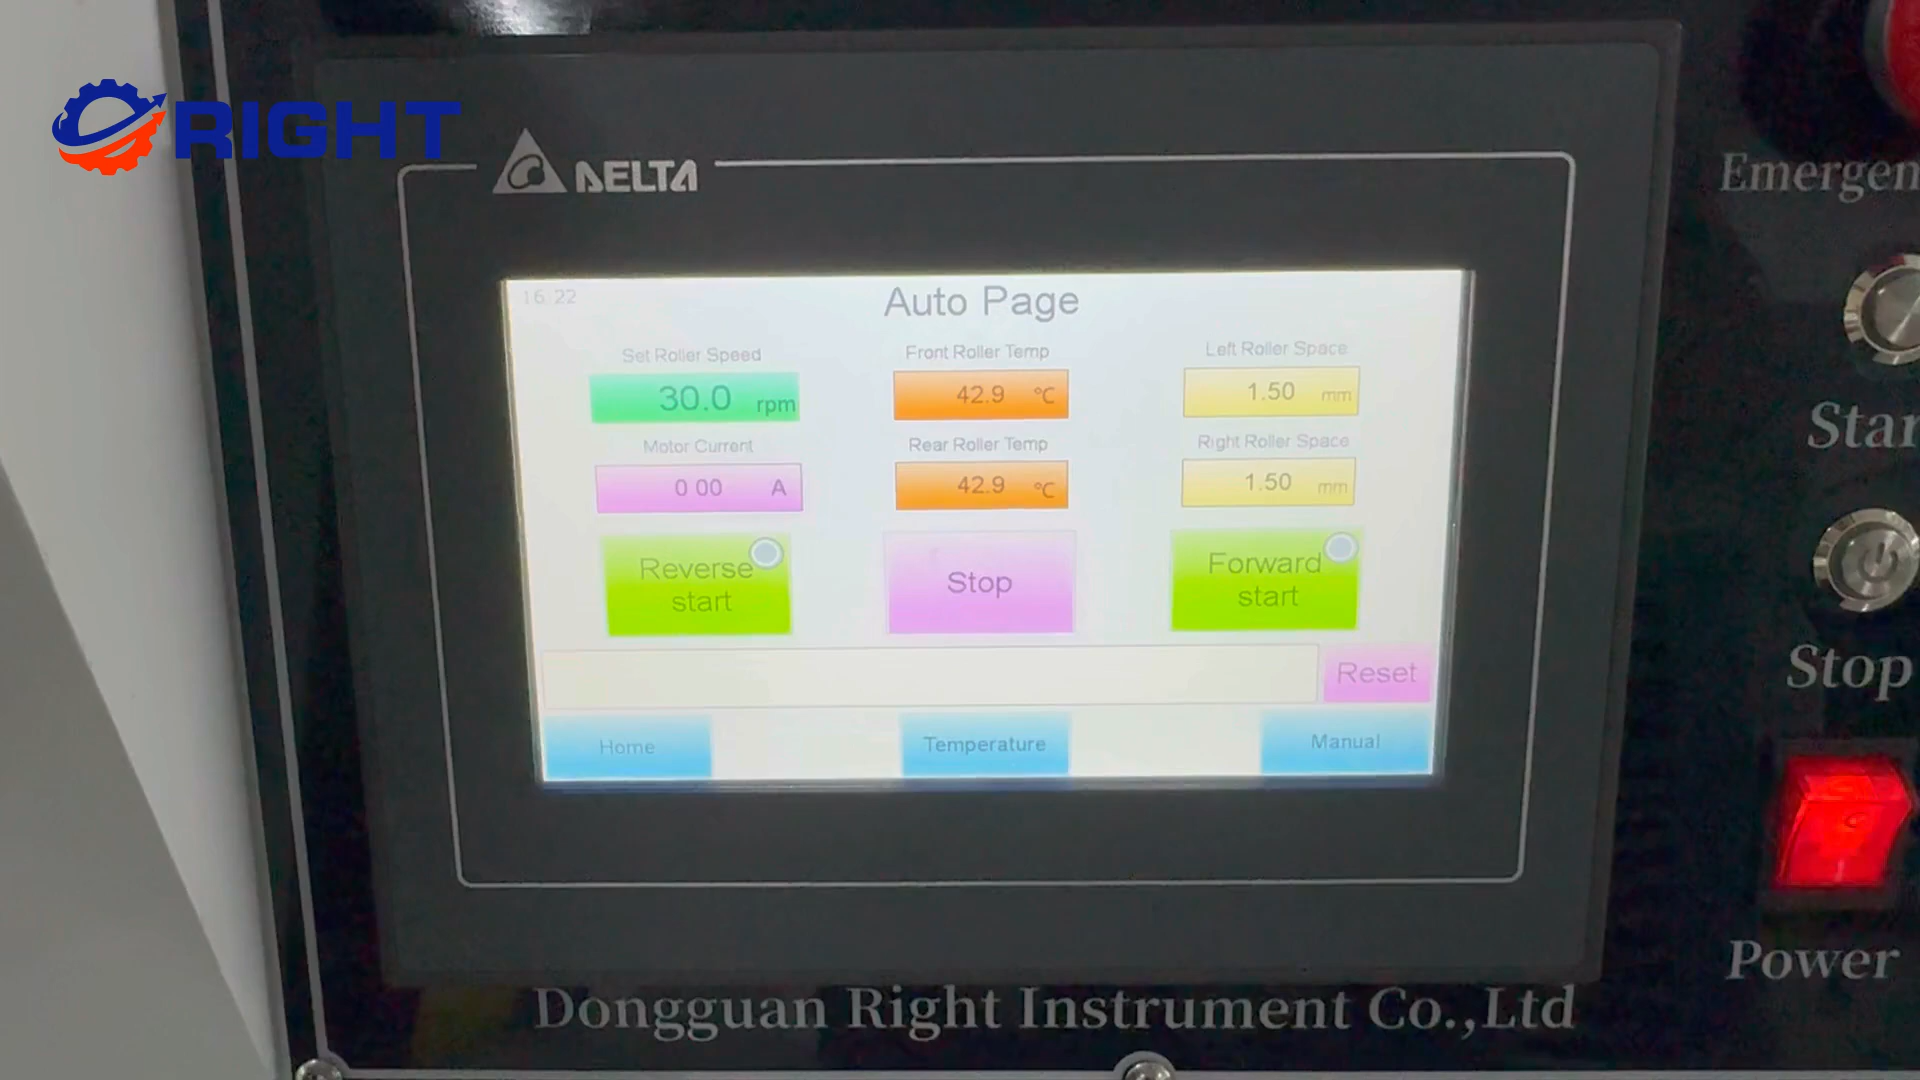 RIGHT
DELTA
16 22
Auto Page
Set Roller Speed
30.0 rpm
Front Roller Temp
42.9 °C
Left Roller Space
1.50 mm
Motor Current
0 00 A
Rear Roller Temp
42.9 °C
Right Roller Space
1.50 mm
Reverse
start
Stop
Forward
start
Reset
Home
Temperature
Manual
Emergen
Star
Stop
Power
Dongguan Right Instrument Co.,Ltd